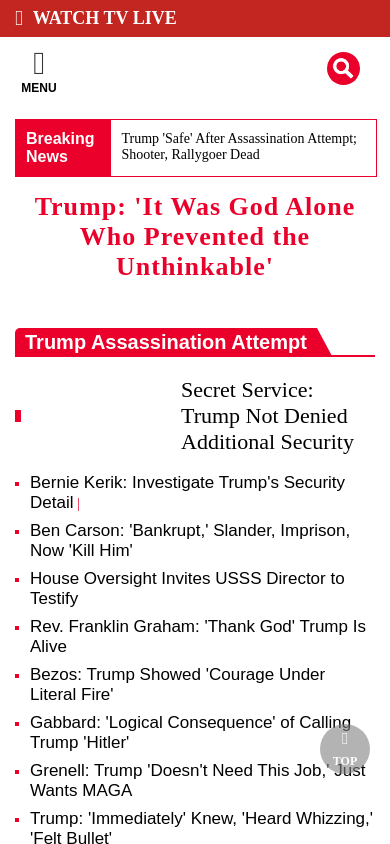 WATCH TV LIVE
MENU
Breaking
News
Trump 'Safe' After Assassination Attempt;
Shooter, Rallygoer Dead
Trump: 'It Was God Alone
Who Prevented the
Unthinkable'
Trump Assassination Attempt
Secret Service:
Trump Not Denied
Additional Security
Bernie Kerik: Investigate Trump's Security
Detail |
Ben Carson: 'Bankrupt,' Slander, Imprison,
Now 'Kill Him'
House Oversight Invites USSS Director to
Testify
Rev. Franklin Graham: 'Thank God' Trump Is
Alive
Bezos: Trump Showed 'Courage Under
Literal Fire'
Gabbard: 'Logical Consequence' of Calling
Trump 'Hitler'
Grenell: Trump 'Doesn't Need This Job,' Just
Wants MAGA
TOP
Trump: 'Immediately' Knew, 'Heard Whizzing,'
'Felt Bullet'